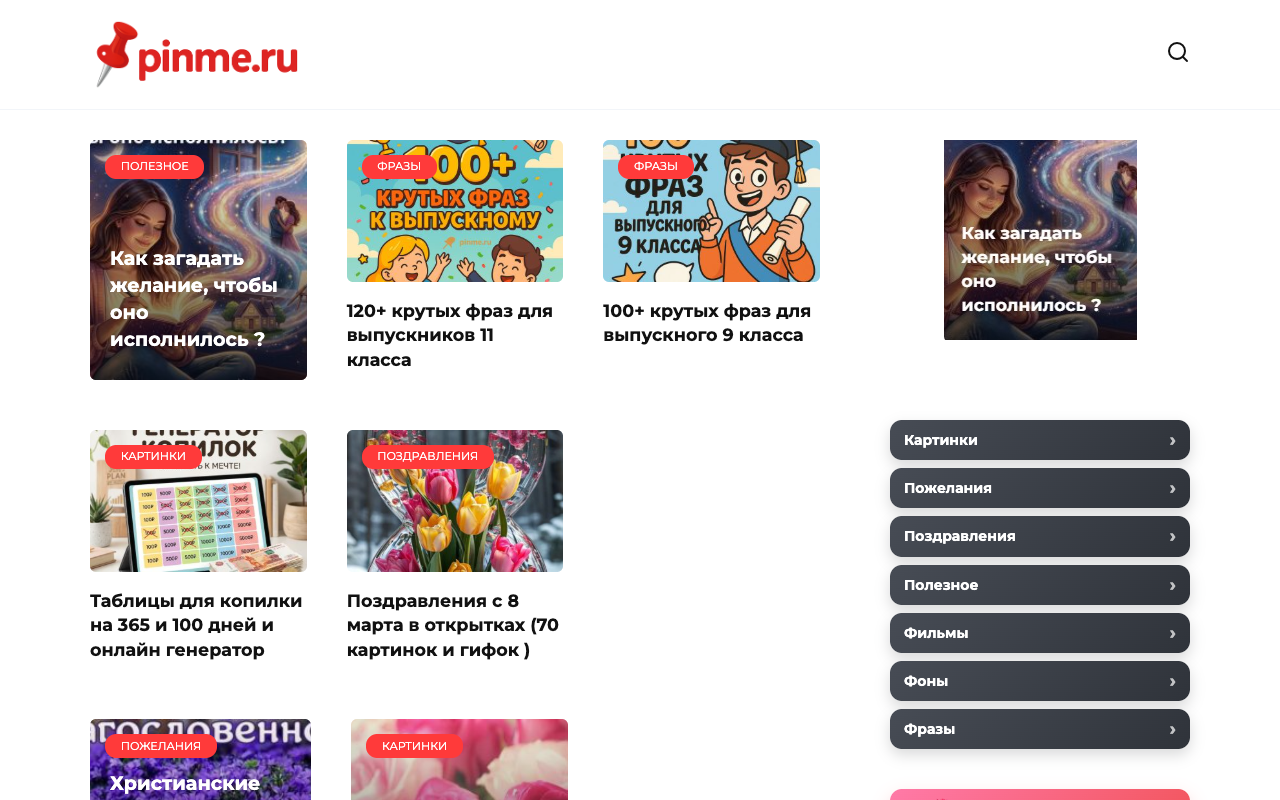 pinme.ru
ПОЛЕЗНОЕ
Как загадать
желание, чтобы
оно
исполнилось ?
ФРАЗЫ
100+
КРУТЫХ ФРАЗ
К ВЫПУСКНОМУ
pinme.ru
120+ крутых фраз для
выпускников 11
класса
ФРАЗЫ
ФРАЗ
ДЛЯ
ВЫПУСКНОГО
9 КЛАССА
100+ крутых фраз для
выпускного 9 класса
Как загадать
желание, чтобы
оно
исполнилось ?
КАРТИНКИ
Таблицы для копилки
на 365 и 100 дней и
онлайн генератор
ПОЗДРАВЛЕНИЯ
Поздравления с 8
марта в открытках (70
картинок и гифок )
Картинки
Пожелания
Поздравления
Полезное
Фильмы
Фоны
Фразы
ПОЖЕЛАНИЯ
Христианские
КАРТИНКИ